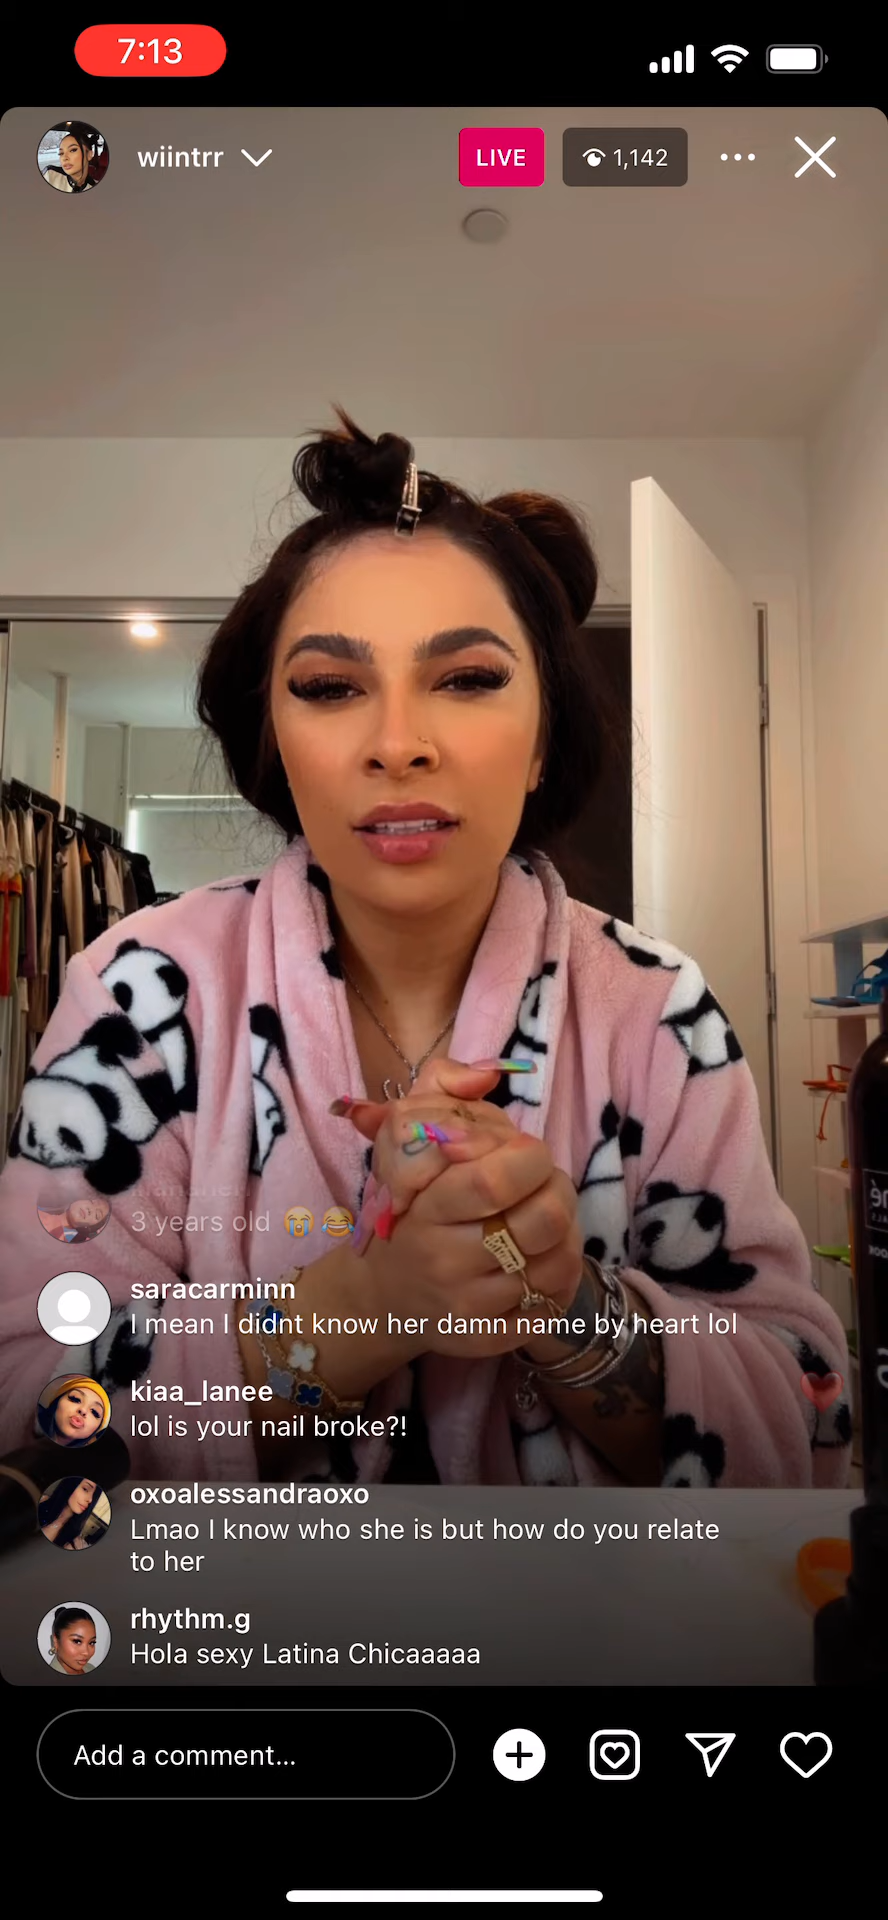 7:13
wiintrr
LIVE
1,142
3 years old 😭😂
saracarminn
I mean I didnt know her damn name by heart lol
kiaa_lanee
lol is your nail broke?!
oxoalessandraoxo
Lmao I know who she is but how do you relate
to her
rhythm.g
Hola sexy Latina Chicaaaaa
Add a comment...